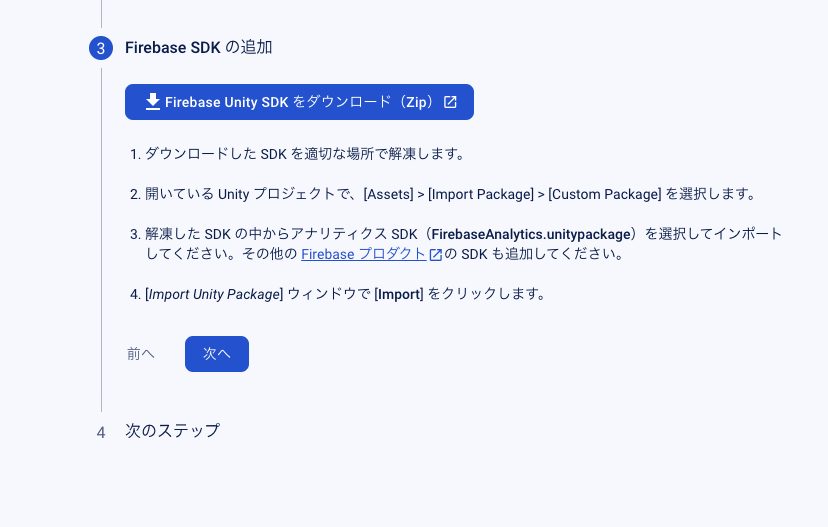 3 Firebase SDK の追加
Firebase Unity SDK をダウンロード（Zip）
1. ダウンロードした SDK を適切な場所で解凍します。
2. 開いている Unity プロジェクトで、[Assets] > [Import Package] > [Custom Package] を選択します。
3. 解凍した SDK の中からアナリティクス SDK（FirebaseAnalytics.unitypackage）を選択してインポート
してください。その他の Firebase プロダクト の SDK も追加してください。
4. [Import Unity Package] ウィンドウで [Import] をクリックします。
前へ 次へ
4 次のステップ